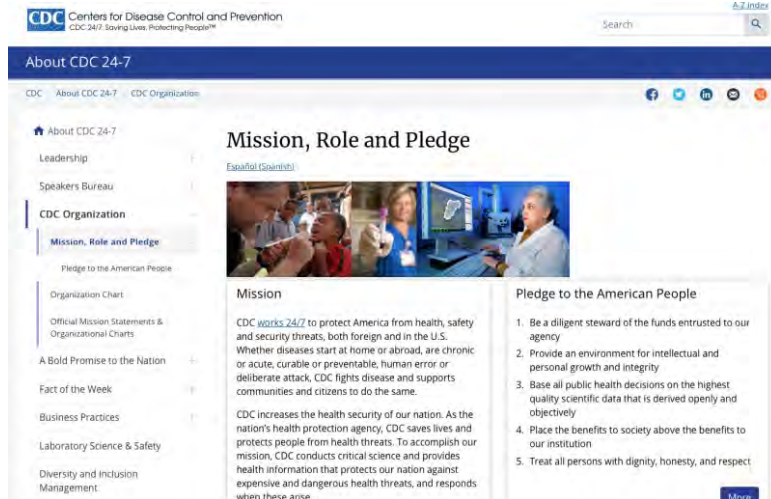 A-Z Index
CDC Centers for Disease Control and Prevention
CDC 24/7: Saving Lives, Protecting People™
Search
About CDC 24-7
CDC About CDC 24-7 CDC Organization
About CDC 24-7
Leadership
Speakers Bureau
CDC Organization
Mission, Role and Pledge
Pledge to the American People
Organization Chart
Official Mission Statements &
Organizational Charts
A Bold Promise to the Nation
Fact of the Week
Business Practices
Laboratory Science & Safety
Diversity and Inclusion
Management
Mission, Role and Pledge
Español (Spanish)
Mission
CDC works 24/7 to protect America from health, safety
and security threats, both foreign and in the U.S.
Whether diseases start at home or abroad, are chronic
or acute, curable or preventable, human error or
deliberate attack, CDC fights disease and supports
communities and citizens to do the same.
CDC increases the health security of our nation. As the
nation's health protection agency, CDC saves lives and
protects people from health threats. To accomplish our
mission, CDC conducts critical science and provides
health information that protects our nation against
expensive and dangerous health threats, and responds
when these arise.
Pledge to the American People
1. Be a diligent steward of the funds entrusted to our
agency
2. Provide an environment for intellectual and
personal growth and integrity
3. Base all public health decisions on the highest
quality scientific data that is derived openly and
objectively
4. Place the benefits to society above the benefits to
our institution
5. Treat all persons with dignity, honesty, and respect
More